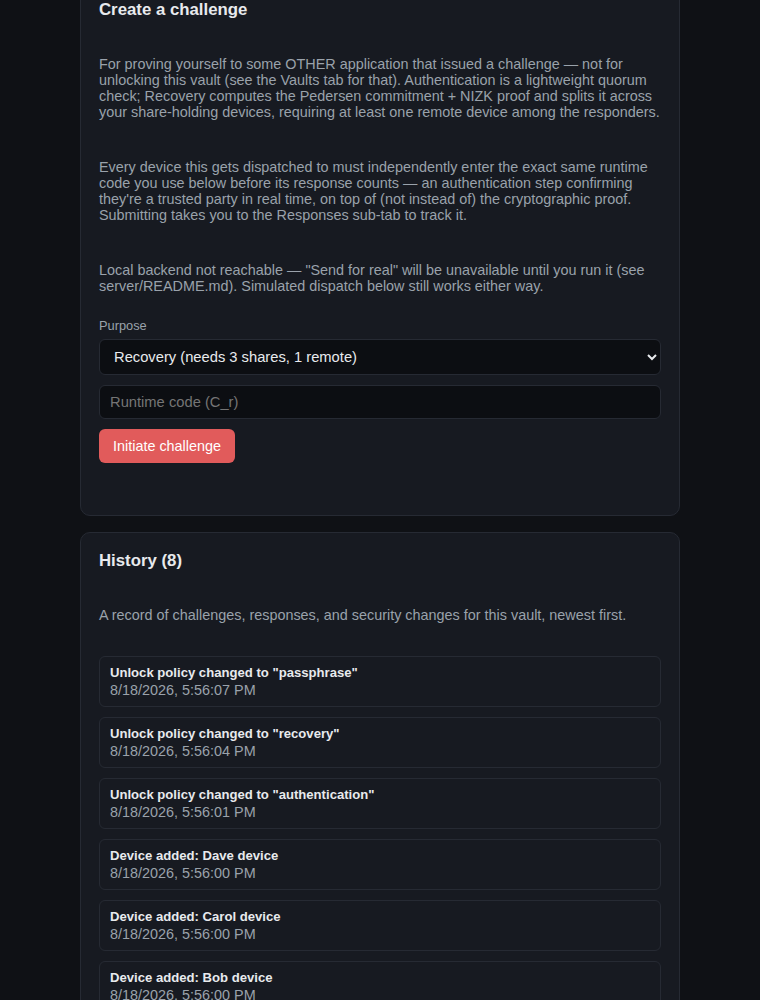 Create a challenge
For proving yourself to some OTHER application that issued a challenge — not for
unlocking this vault (see the Vaults tab for that). Authentication is a lightweight quorum
check; Recovery computes the Pedersen commitment + NIZK proof and splits it across
your share-holding devices, requiring at least one remote device among the responders.
Every device this gets dispatched to must independently enter the exact same runtime
code you use below before its response counts — an authentication step confirming
they're a trusted party in real time, on top of (not instead of) the cryptographic proof.
Submitting takes you to the Responses sub-tab to track it.
Local backend not reachable — "Send for real" will be unavailable until you run it (see
server/README.md). Simulated dispatch below still works either way.
Purpose
Recovery (needs 3 shares, 1 remote)
Runtime code (C_r)
Initiate challenge
History (8)
A record of challenges, responses, and security changes for this vault, newest first.
Unlock policy changed to "passphrase"
8/18/2026, 5:56:07 PM
Unlock policy changed to "recovery"
8/18/2026, 5:56:04 PM
Unlock policy changed to "authentication"
8/18/2026, 5:56:01 PM
Device added: Dave device
8/18/2026, 5:56:00 PM
Device added: Carol device
8/18/2026, 5:56:00 PM
Device added: Bob device
8/18/2026, 5:56:00 PM